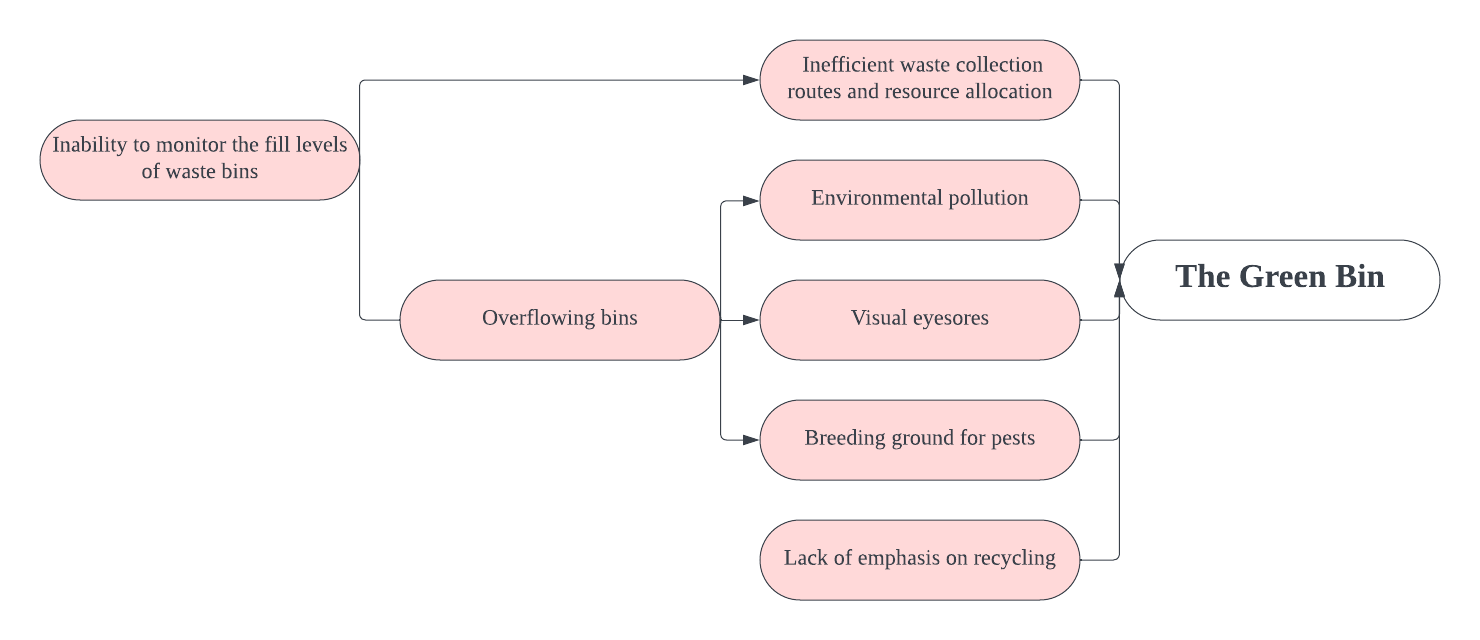 Inability to monitor the fill levels
of waste bins
Overflowing bins
Inefficient waste collection
routes and resource allocation
Environmental pollution
Visual eyesores
Breeding ground for pests
Lack of emphasis on recycling
The Green Bin